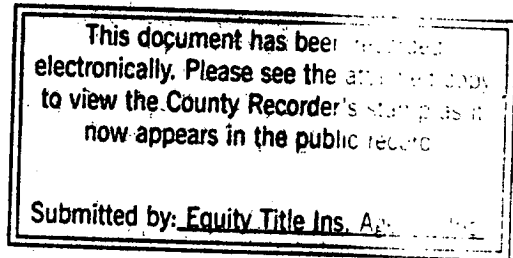 This document has been
electronically. Please see the
to view the County Recorder's
now appears in the public record
Submitted by: Equity Title Ins.